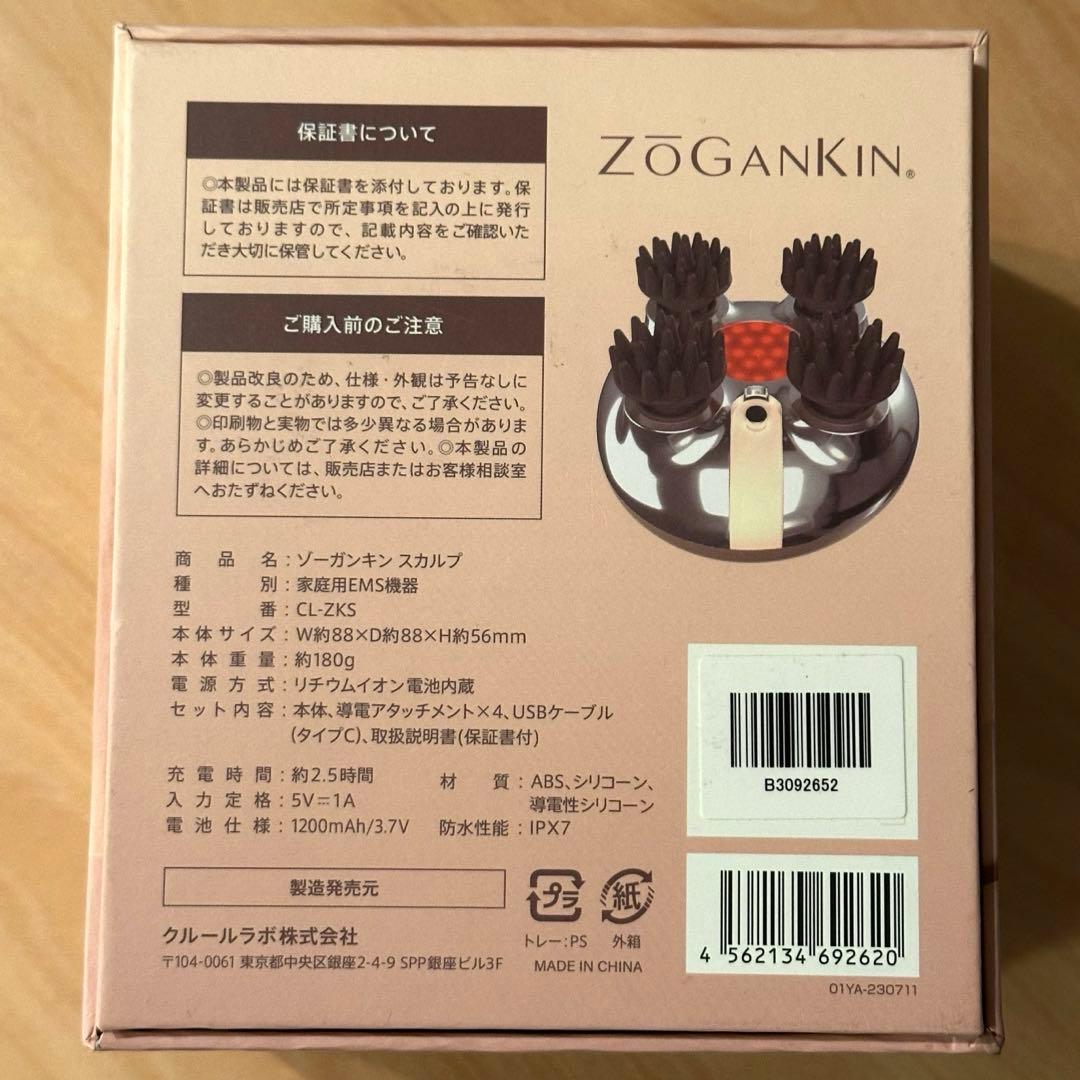 保証書について
◎本製品には保証書を添付しております。保
証書は販売店で所定事項を記入の上に発行
しておりますので、記載内容をご確認いた
だき大切に保管してください。
ご購入前のご注意
◎製品改良のため、仕様・外観は予告なしに
変更することがありますので、ご了承ください。
◎印刷物と実物では多少異なる場合がありま
す。あらかじめご了承ください。◎本製品の
詳細については、販売店またはお客様相談室
へおたずねください。
ZŌGANKIN®
商品名：ゾーガンキン スカルプ
種別：家庭用EMS機器
型番：CL-ZKS
本体サイズ：W約88×D約88×H約56mm
本体重量：約180g
電源方式：リチウムイオン電池内蔵
セット内容：本体、導電アタッチメント×4、USBケーブル
(タイプC)、取扱説明書(保証書付)
充電時間：約2.5時間
入力定格：5V⎓1A
電池仕様：1200mAh/3.7V
材質：ABS、シリコーン、
導電性シリコーン
防水性能：IPX7
製造発売元
クルールラボ株式会社
〒104-0061 東京都中央区銀座2-4-9 SPP銀座ビル3F
プラ
トレー：PS
紙
外箱
MADE IN CHINA
B3092652
4 562134 692620
01YA-230711